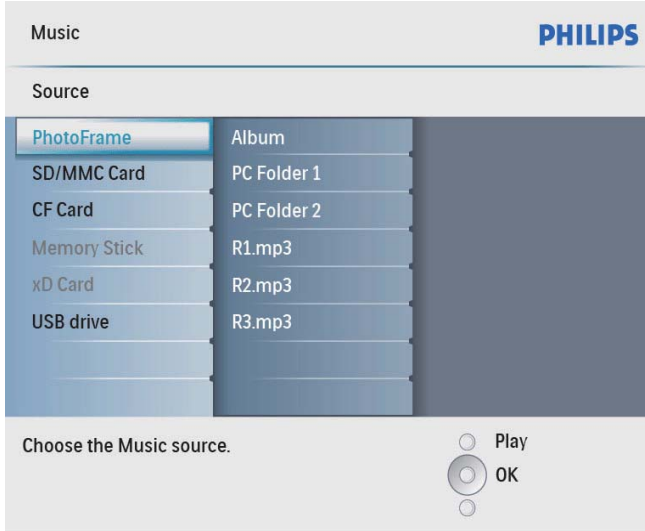 Music
PHILIPS
Source
PhotoFrame
Album
SD/MMC Card
PC Folder 1
CF Card
PC Folder 2
Memory Stick
R1.mp3
xD Card
R2.mp3
USB drive
R3.mp3
Choose the Music source.
Play
OK